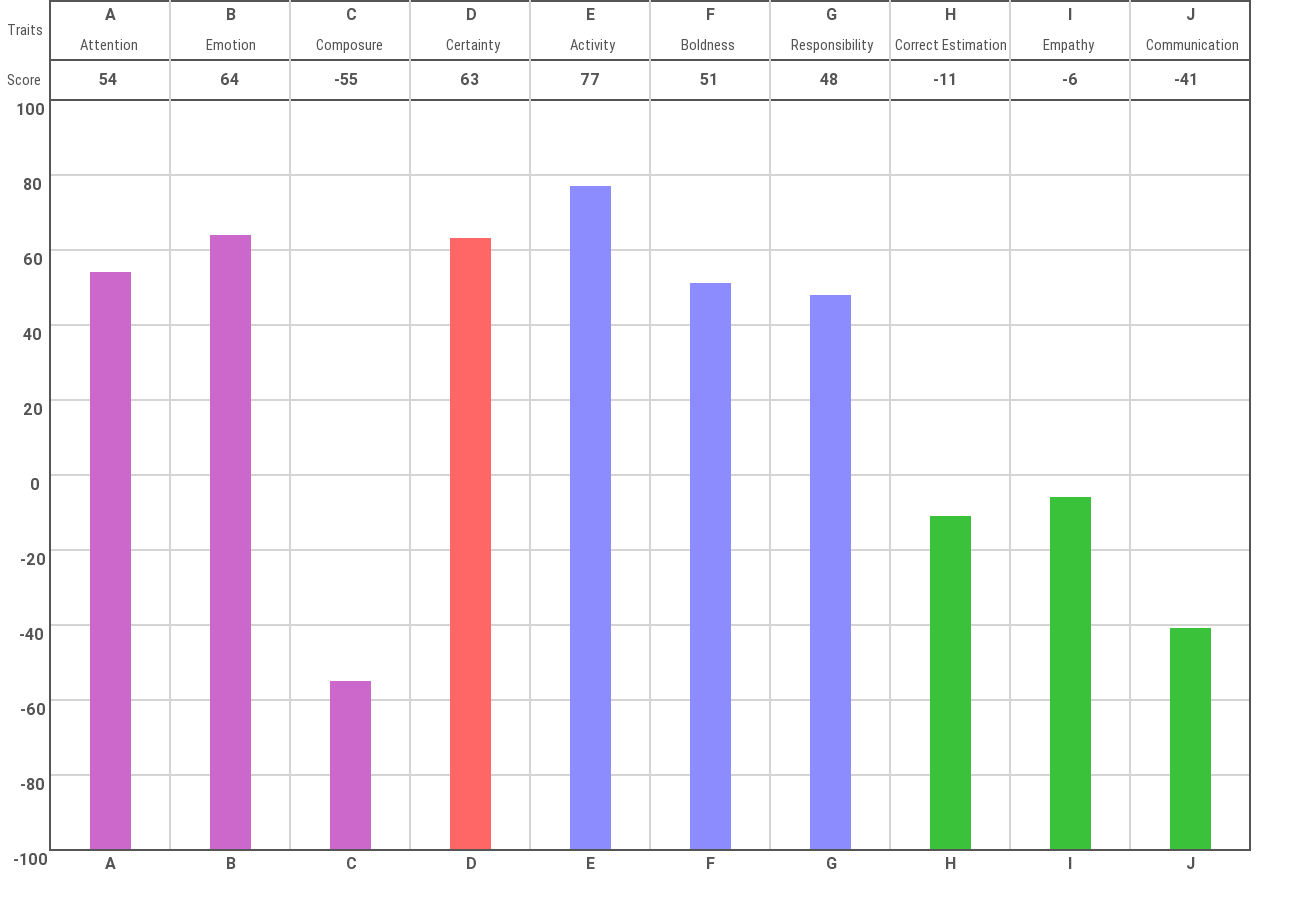 A B C D E F G H I J
Traits
Attention Emotion Composure Certainty Activity Boldness Responsibility Correct Estimation Empathy Communication
Score 54 64 -55 63 77 51 48 -11 -6 -41
100
80
60
40
20
0
-20
-40
-60
-80
-100
A B C D E F G H I J